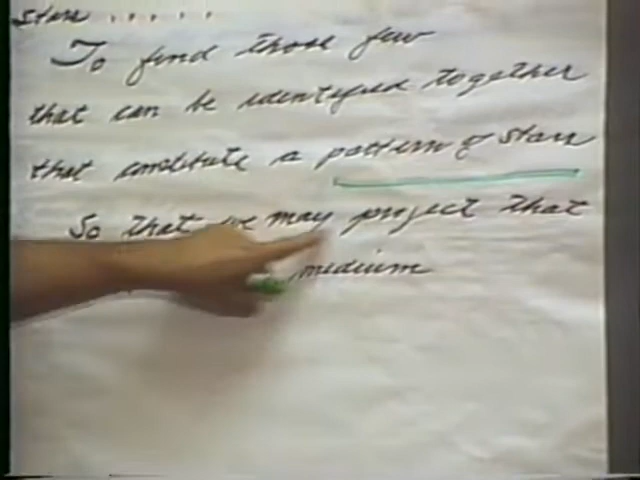 Stars .....
To find those few
that can be identified together
that constitute a pattern of stars
So that we may project that
medium